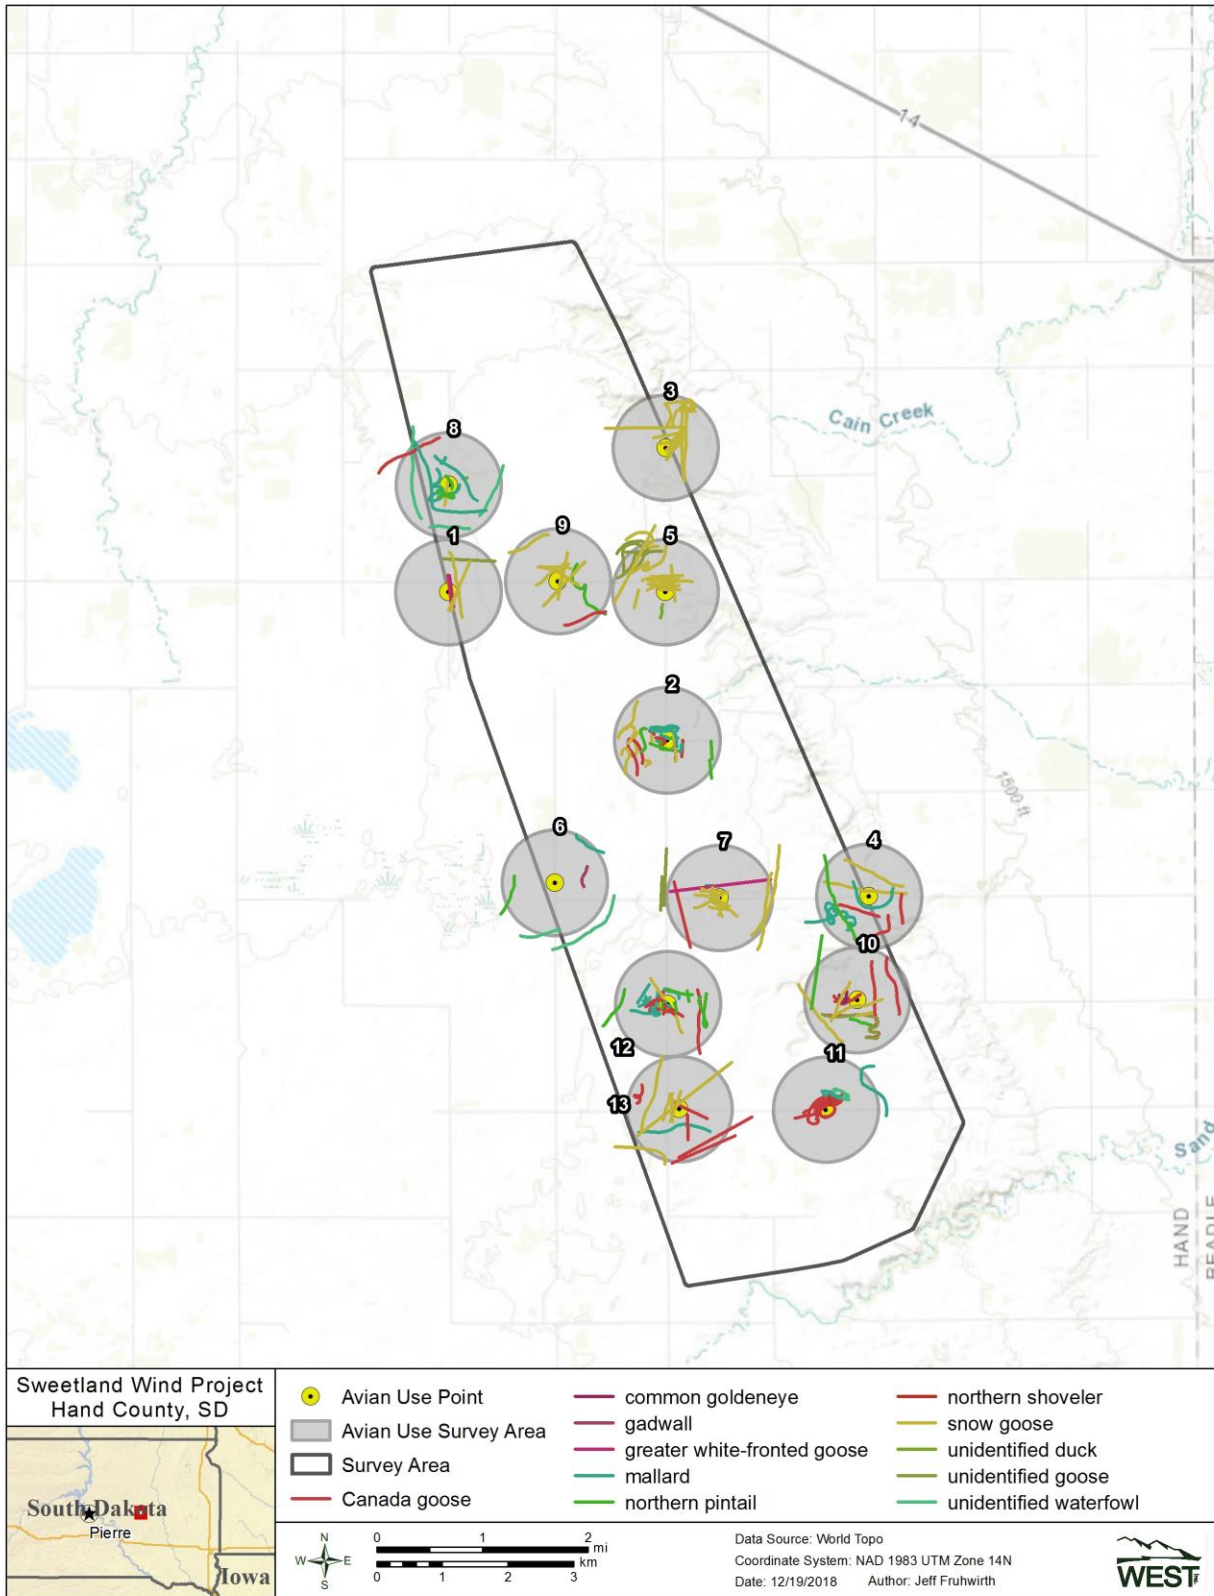 14
Cain Creek
3
8
9
5
1
2
1500 ft
6
7
4
10
12
11
13
Sand
HAND
BEADLE
Sweetland Wind Project
Hand County, SD
South Dakota
Pierre
Iowa
Avian Use Point
Avian Use Survey Area
Survey Area
Canada goose
common goldeneye
gadwall
greater white-fronted goose
mallard
northern pintail
northern shoveler
snow goose
unidentified duck
unidentified goose
unidentified waterfowl
N
W E
S
0 1 2
mi
km
0 1 2 3
Data Source: World Topo
Coordinate System: NAD 1983 UTM Zone 14N
Date: 12/19/2018 Author: Jeff Fruhwirth
WEST